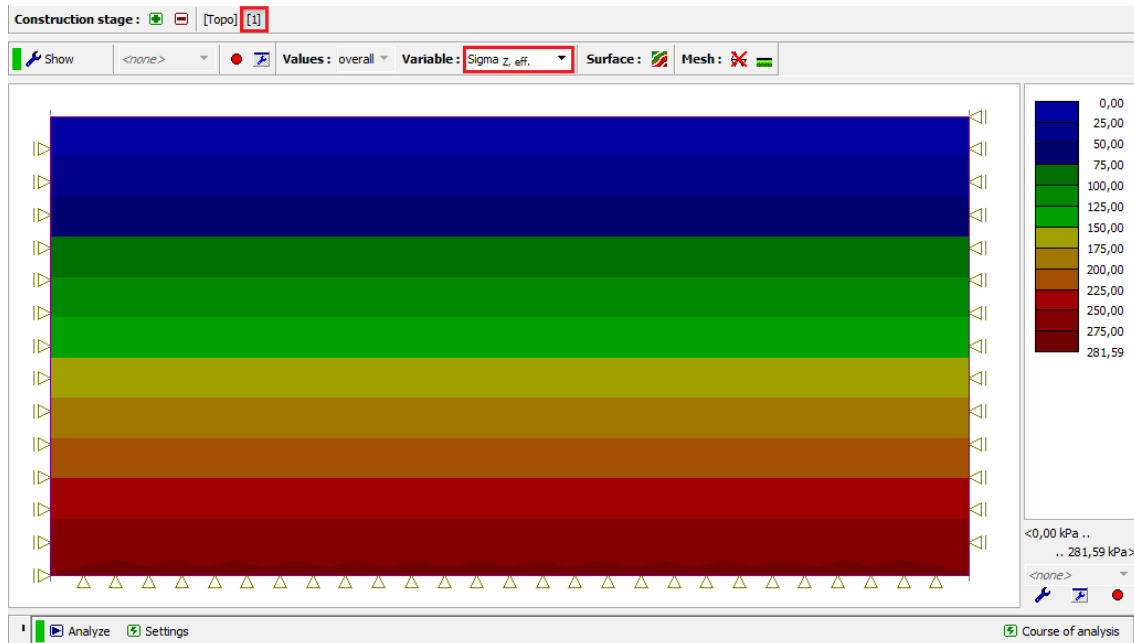 Construction stage : [Topo] [1]
Show <none> Values : overall Variable : Sigma z, eff. Surface : Mesh :
0,00
25,00
50,00
75,00
100,00
125,00
150,00
175,00
200,00
225,00
250,00
275,00
281,59
<0,00 kPa ..
.. 281,59 kPa>
<none>
Analyze Settings Course of analysis